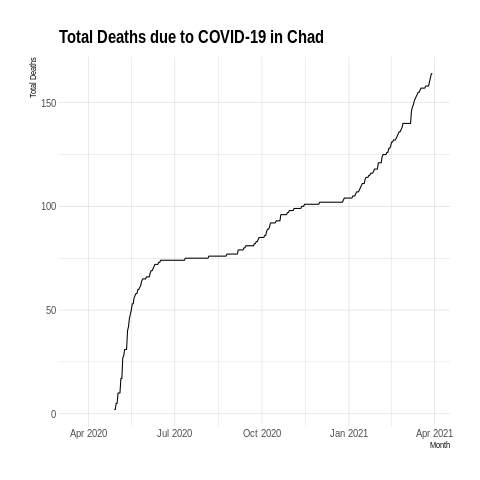 Total Deaths due to COVID-19 in Chad
Total Deaths
150
100
50
0
Apr 2020 Jul 2020 Oct 2020 Jan 2021 Apr 2021
Month